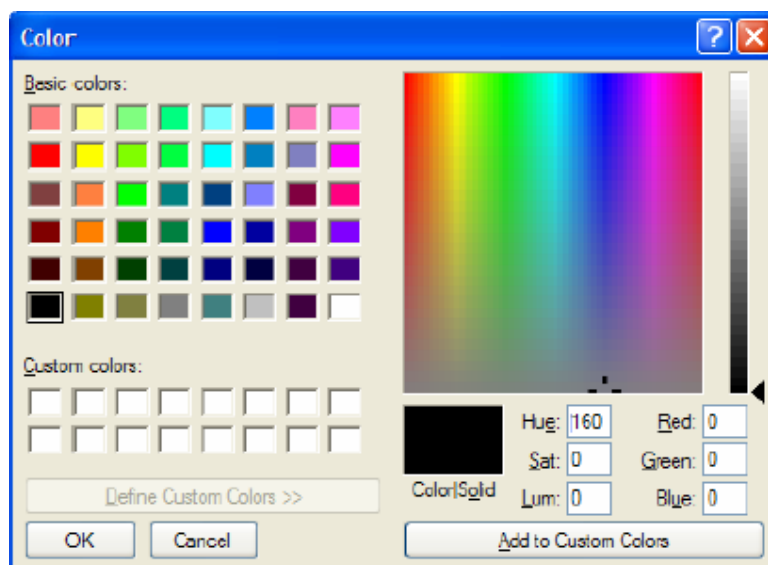 Color
?
Basic colors:
Custom colors:
Define Custom Colors >>
OK
Cancel
Color|Solid
Hue: 160
Sat: 0
Lum: 0
Red: 0
Green: 0
Blue: 0
Add to Custom Colors